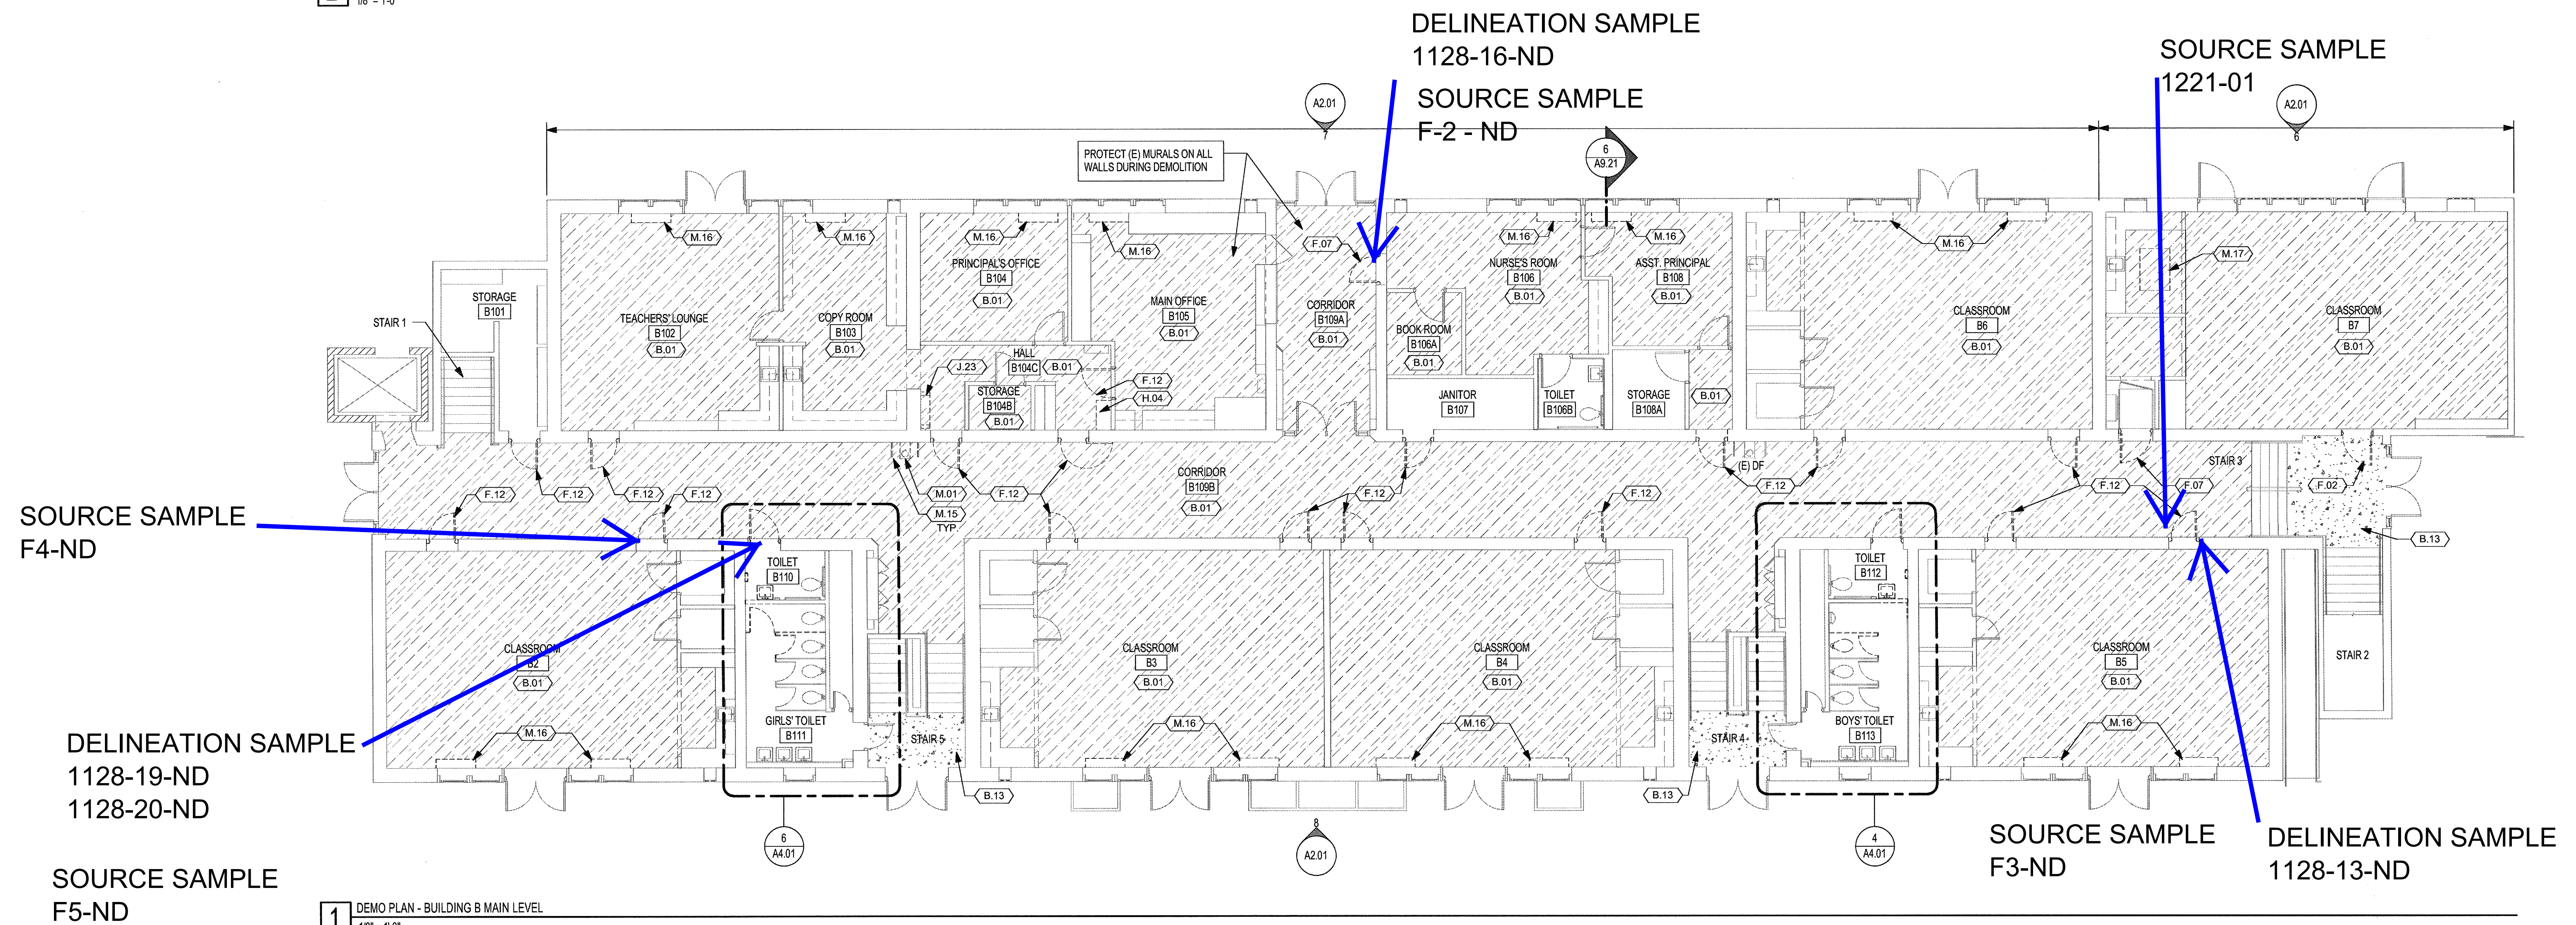 1/8" = 1'-0"
DELINEATION SAMPLE
1128-16-ND
SOURCE SAMPLE
F-2 - ND
SOURCE SAMPLE
1221-01
A2.01
7
A2.01
6
6
A9.21
PROTECT (E) MURALS ON ALL
WALLS DURING DEMOLITION
M.16
M.16
M.16
M.16
F.07
M.16
M.16
M.16
M.17
STORAGE
B101
STAIR 1
TEACHERS' LOUNGE
B102
B.01
COPY ROOM
B103
B.01
PRINCIPAL'S OFFICE
B104
B.01
MAIN OFFICE
B105
B.01
CORRIDOR
B109A
B.01
NURSE'S ROOM
B106
B.01
BOOK ROOM
B106A
B.01
ASST. PRINCIPAL
B108
B.01
CLASSROOM
B6
B.01
CLASSROOM
B7
B.01
J.23
HALL
B104C
B.01
STORAGE
B104B
B.01
F.12
H.04
JANITOR
B107
TOILET
B106B
STORAGE
B108A
B.01
CORRIDOR
B109B
B.01
(E) DF
STAIR 3
F.12
F.12
F.12
F.12
M.01
M.15
TYP
F.12
F.12
F.12
F.12
F.12
F.07
F.02
B.13
SOURCE SAMPLE
F4-ND
TOILET
B110
TOILET
B112
CLASSROOM
B2
B.01
CLASSROOM
B3
B.01
CLASSROOM
B4
B.01
CLASSROOM
B5
B.01
STAIR 2
M.16
GIRLS' TOILET
B111
STAIR 5
M.16
M.16
STAIR 4
BOYS' TOILET
B113
M.16
DELINEATION SAMPLE
1128-19-ND
1128-20-ND
B.13
B.13
6
A4.01
8
A2.01
4
A4.01
SOURCE SAMPLE
F3-ND
DELINEATION SAMPLE
1128-13-ND
SOURCE SAMPLE
F5-ND
1
DEMO PLAN - BUILDING B MAIN LEVEL